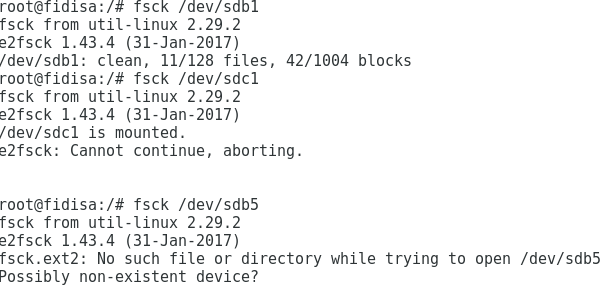 root@fidisa:/# fsck /dev/sdb1
fsck from util-linux 2.29.2
e2fsck 1.43.4 (31-Jan-2017)
/dev/sdb1: clean, 11/128 files, 42/1004 blocks
root@fidisa:/# fsck /dev/sdc1
fsck from util-linux 2.29.2
e2fsck 1.43.4 (31-Jan-2017)
/dev/sdc1 is mounted.
e2fsck: Cannot continue, aborting.
root@fidisa:/# fsck /dev/sdb5
fsck from util-linux 2.29.2
e2fsck 1.43.4 (31-Jan-2017)
fsck.ext2: No such file or directory while trying to open /dev/sdb5
Possibly non-existent device?